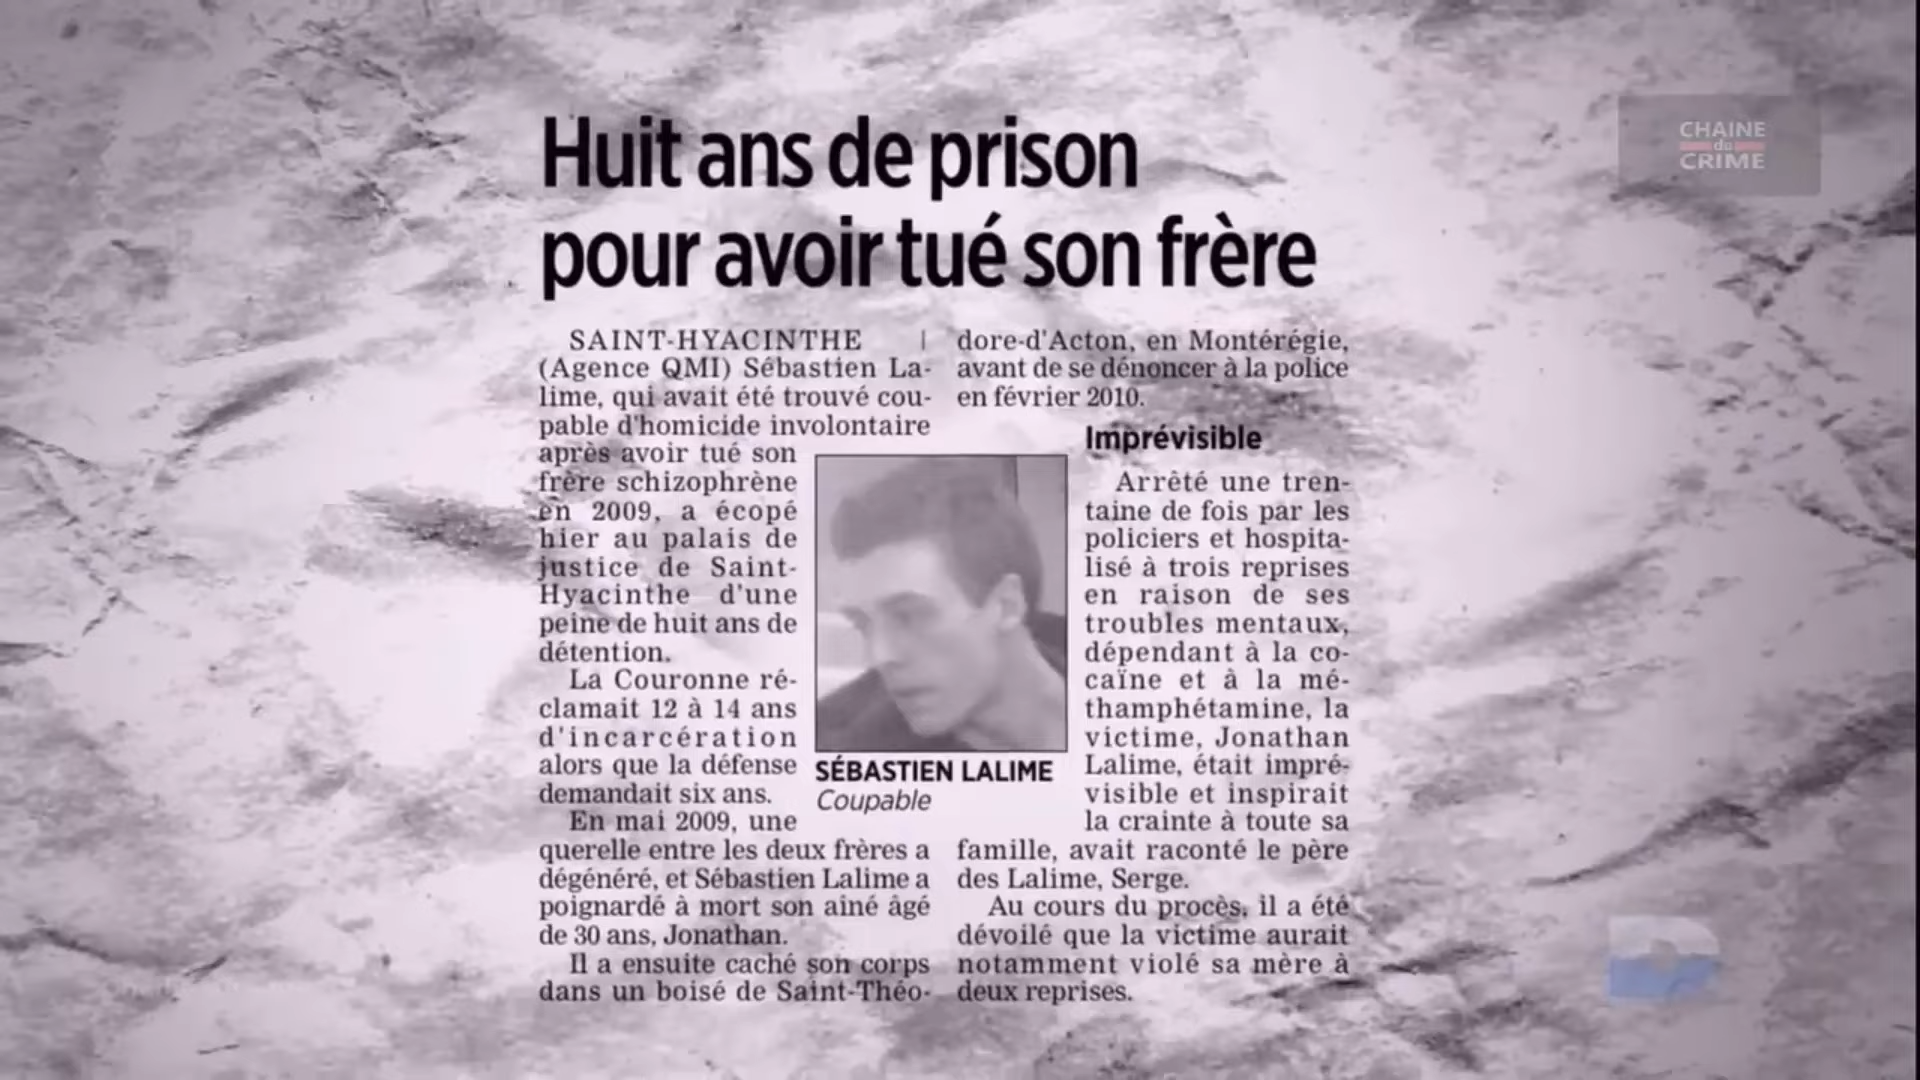 CHAINE
du
CRIME
Huit ans de prison
pour avoir tué son frère
SAINT-HYACINTHE |
(Agence QMI) Sébastien La-
lime, qui avait été trouvé cou-
pable d'homicide involontaire
après avoir tué son
frère schizophrène
en 2009, a écopé
hier au palais de
justice de Saint-
Hyacinthe d'une
peine de huit ans de
détention.
La Couronne ré-
clamait 12 à 14 ans
d'incarcération
alors que la défense
demandait six ans.
En mai 2009, une
querelle entre les deux frères a
dégénéré, et Sébastien Lalime a
poignardé à mort son aîné âgé
de 30 ans, Jonathan.
Il a ensuite caché son corps
dans un boisé de Saint-Théo-
dore-d'Acton, en Montérégie,
avant de se dénoncer à la police
en février 2010.
SÉBASTIEN LALIME
Coupable
Imprévisible
Arrêté une tren-
taine de fois par les
policiers et hospita-
lisé à trois reprises
en raison de ses
troubles mentaux,
dépendant à la co-
caïne et à la mé-
thamphétamine, la
victime, Jonathan
Lalime, était impré-
visible et inspirait
la crainte à toute sa
famille, avait raconté le père
des Lalime, Serge.
Au cours du procès, il a été
dévoilé que la victime aurait
notamment violé sa mère à
deux reprises.